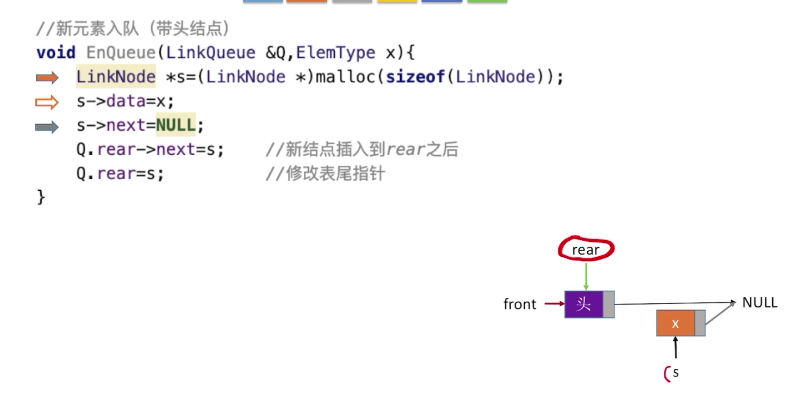 //新元素入队（带头结点）
void EnQueue(LinkQueue &Q,ElemType x){
LinkNode *s=(LinkNode *)malloc(sizeof(LinkNode));
s->data=x;
s->next=NULL;
Q.rear->next=s; //新结点插入到rear之后
Q.rear=s; //修改表尾指针
}
rear
front
头
NULL
x
s